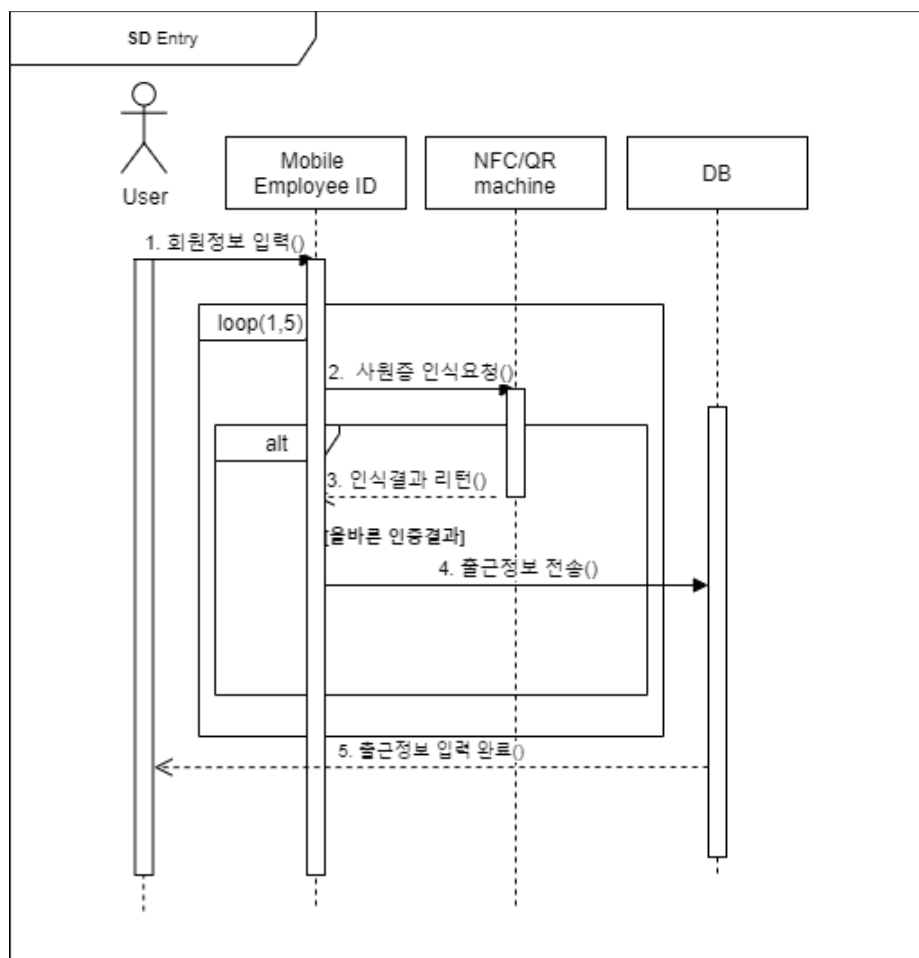 SD Entry
User
Mobile
Employee ID
NFC/QR
machine
DB
1. 회원정보 입력()
loop(1,5)
2. 사원증 인식요청()
alt
3. 인식결과 리턴()
[올바른 인증결과]
4. 출근정보 전송()
5. 출근정보 입력 완료()